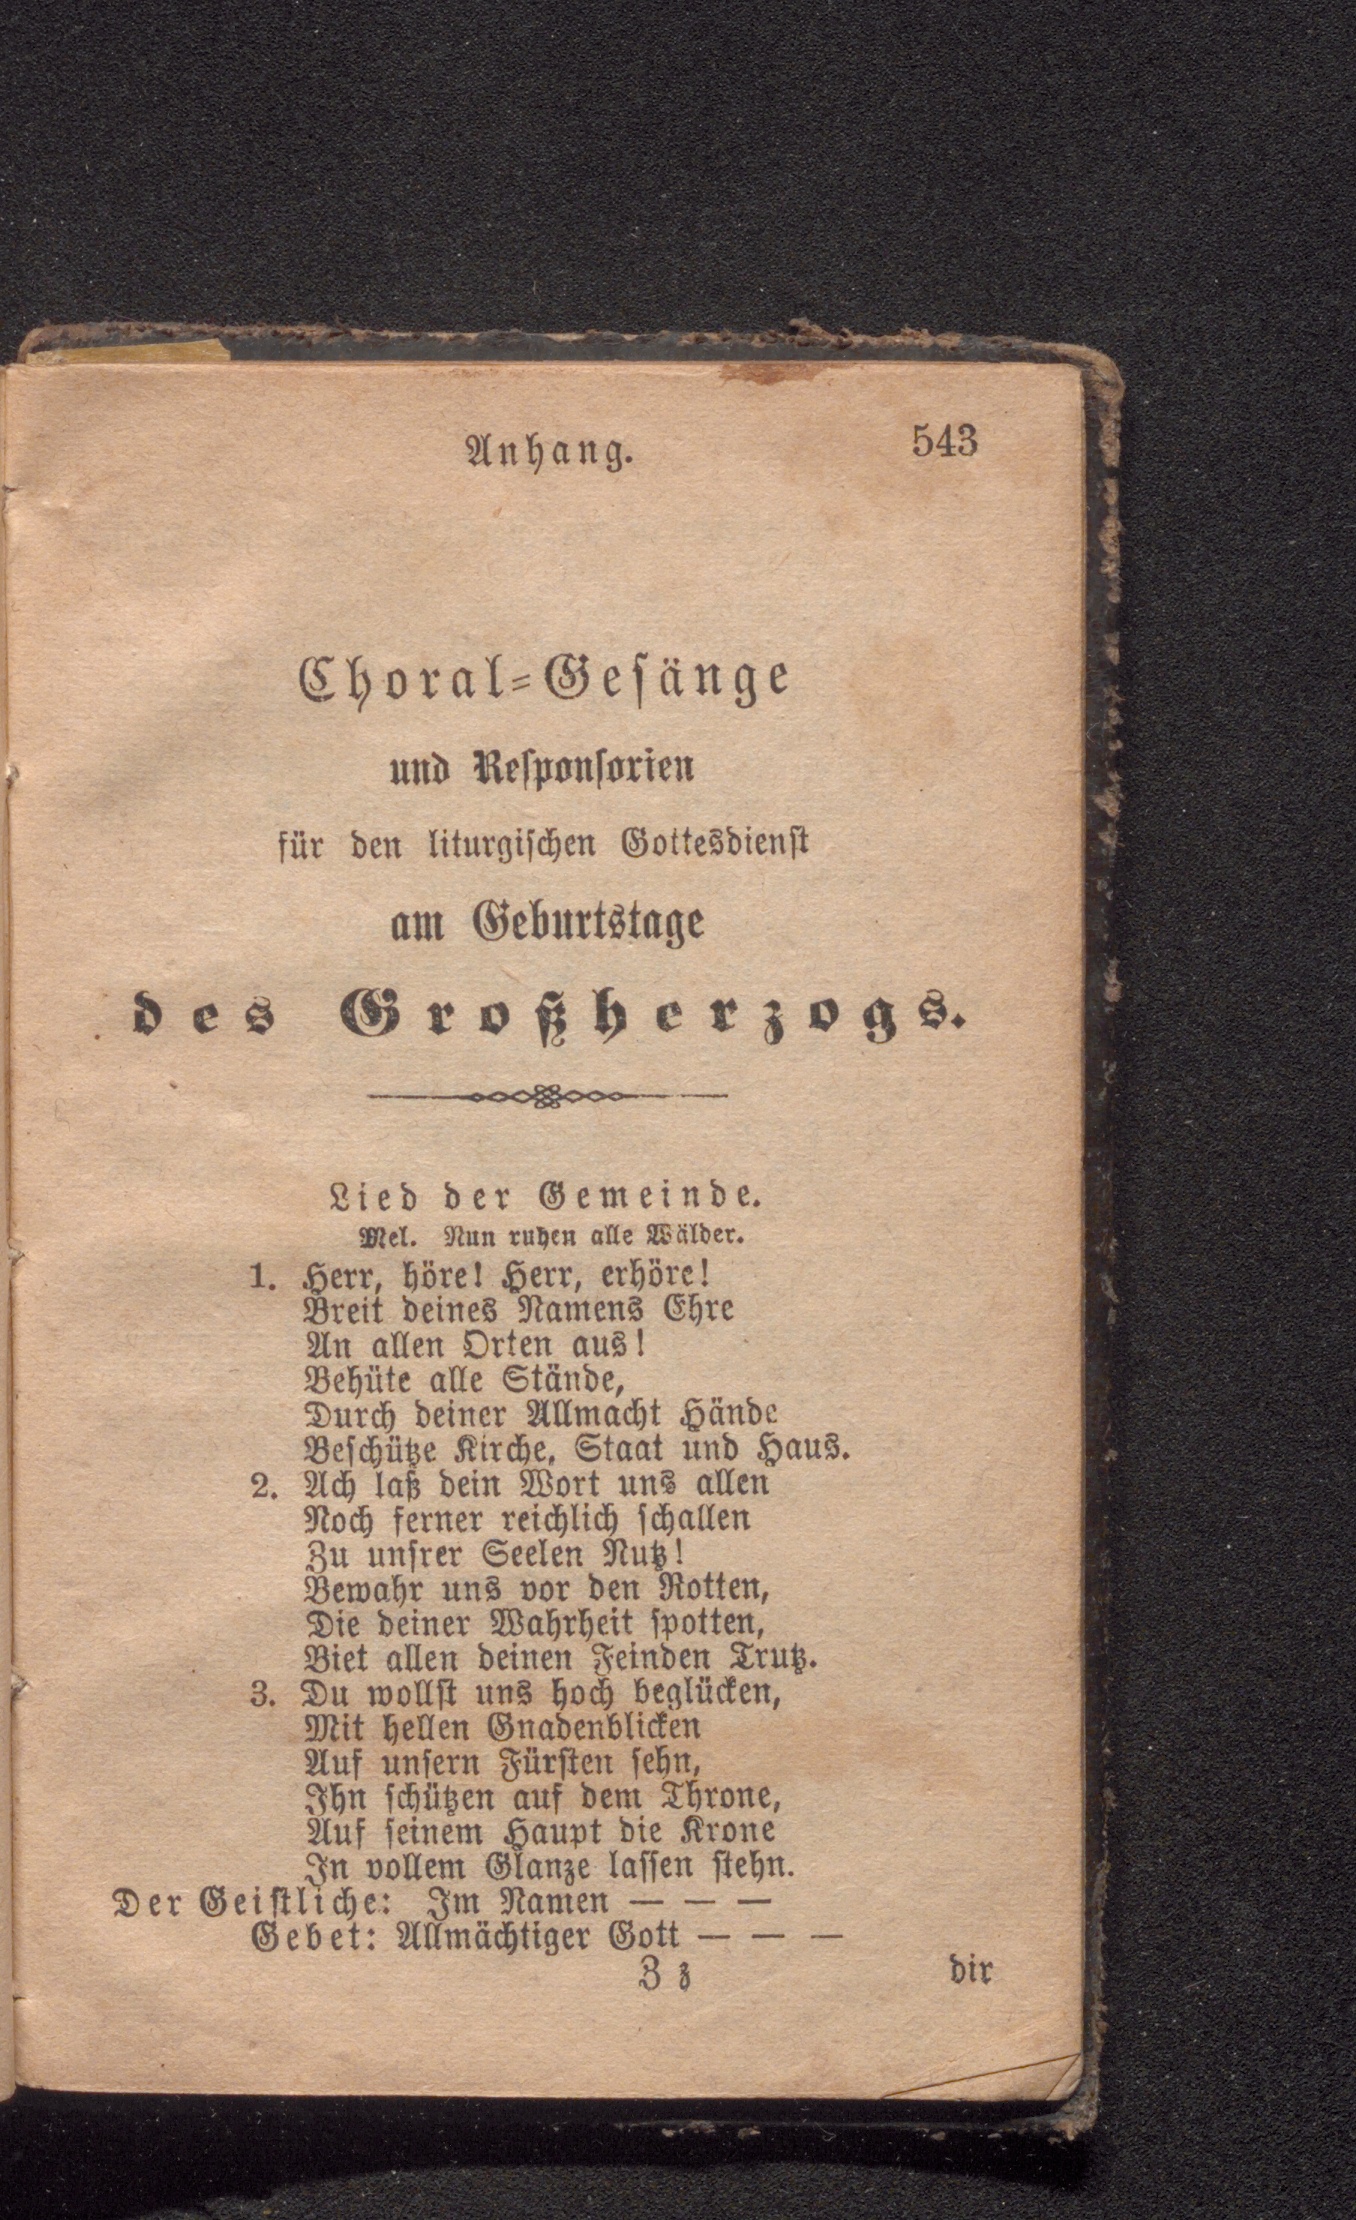 Anhang. 543
Choral-Gesänge
und Responsorien
für den liturgischen Gottesdienst
am Geburtstage
des Großherzogs.
Lied der Gemeinde.
Mel. Nun ruhen alle Wälder.
1. Herr, höre! Herr, erhöre!
Breit deines Namens Ehre
An allen Orten aus!
Behüte alle Stände,
Durch deiner Allmacht Hände
Beschütze Kirche, Staat und Haus.
2. Ach laß dein Wort uns allen
Noch ferner reichlich schallen
Zu unsrer Seelen Nutz!
Bewahr uns vor den Rotten,
Die deiner Wahrheit spotten,
Biet allen deinen Feinden Trutz.
3. Du wollst uns hoch beglücken,
Mit hellen Gnadenblicken
Auf unsern Fürsten sehn,
Ihn schützen auf dem Throne,
Auf seinem Haupt die Krone
In vollem Glanze lassen stehn.
Der Geistliche: Im Namen — — —
Gebet: Allmächtiger Gott — — —
Z z dir